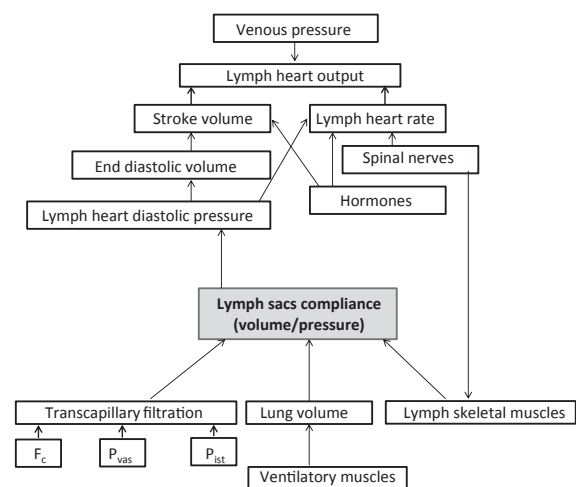 Venous pressure
Lymph heart output
Stroke volume
Lymph heart rate
Spinal nerves
End diastolic volume
Hormones
Lymph heart diastolic pressure
Lymph sacs compliance
(volume/pressure)
Transcapillary filtration
Lung volume
Lymph skeletal muscles
Fc
Pvas
Pist
Ventilatory muscles